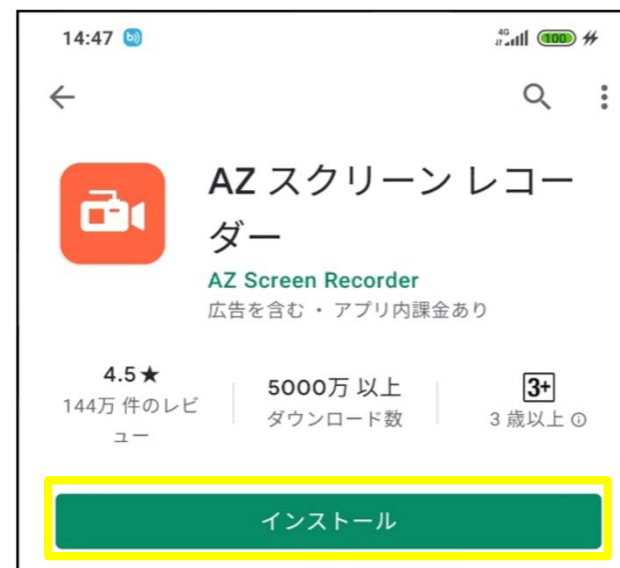 14:47
4G
100
AZ スクリーン レコー
ダー
AZ Screen Recorder
広告を含む・アプリ内課金あり
4.5★
144万 件のレビ
ュー
5000万 以上
ダウンロード数
3+
3 歳以上
インストール